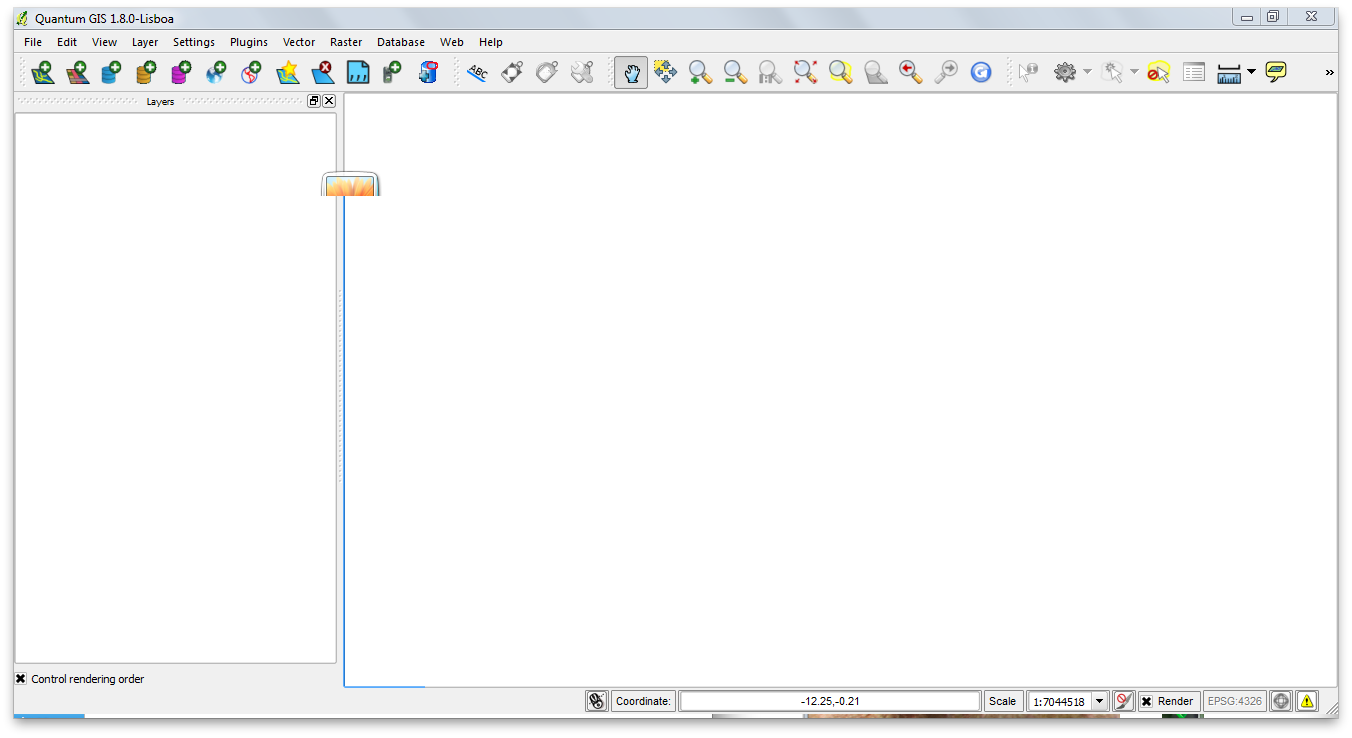 Quantum GIS 1.8.0-Lisboa
File Edit View Layer Settings Plugins Vector Raster Database Web Help
ABC
»
Layers
Control rendering order
Coordinate: -12.25,-0.21 Scale 1:7044518 Render EPSG:4326